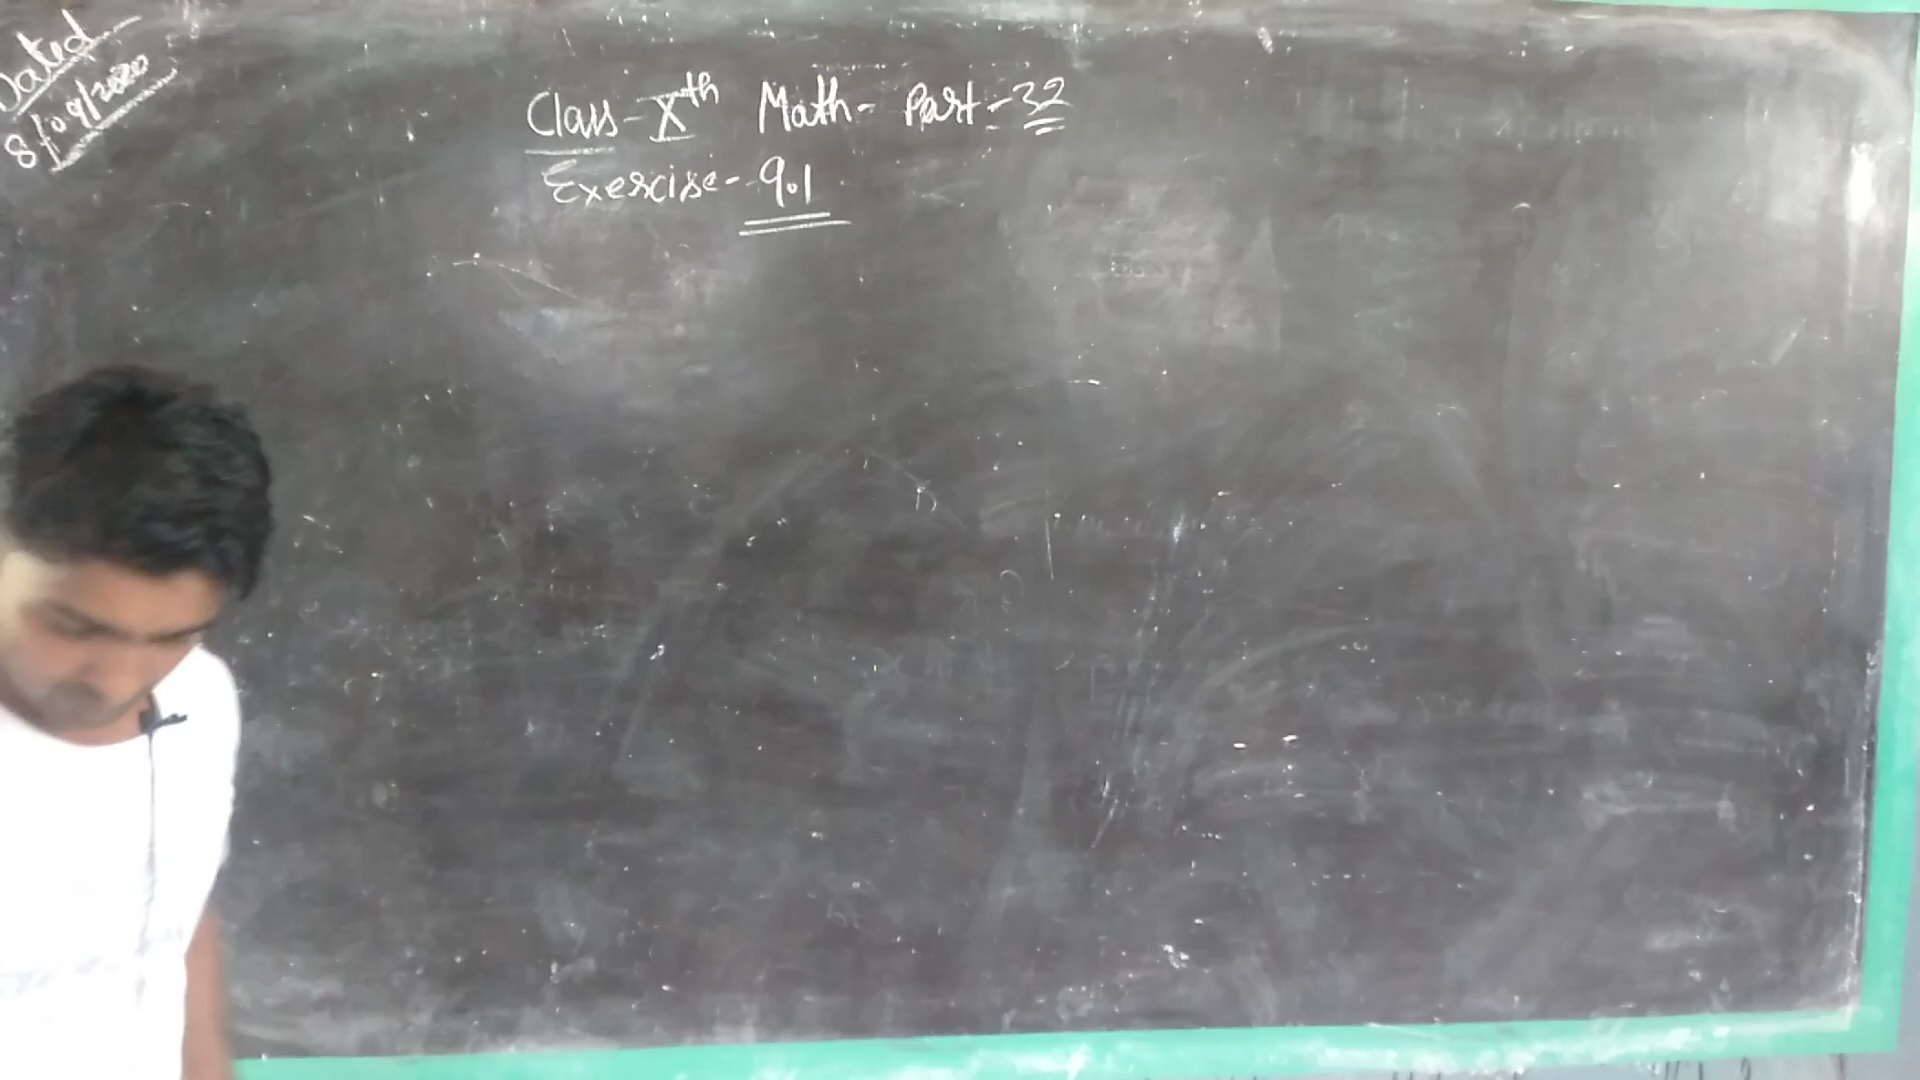 Dated
8/09/2020
Class-Xth Math- Part-32
Exercise-9.1